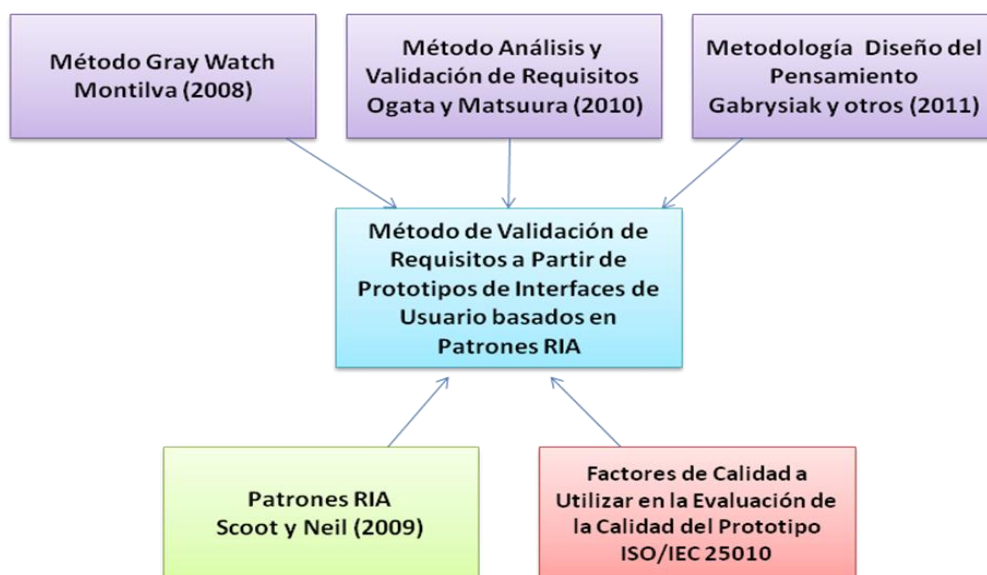 Método Gray Watch
Montilva (2008)
Método Análisis y
Validación de Requisitos
Ogata y Matsuura (2010)
Metodología Diseño del
Pensamiento
Gabrysiak y otros (2011)
Método de Validación de
Requisitos a Partir de
Prototipos de Interfaces de
Usuario basados en
Patrones RIA
Patrones RIA
Scoot y Neil (2009)
Factores de Calidad a
Utilizar en la Evaluación de
la Calidad del Prototipo
ISO/IEC 25010